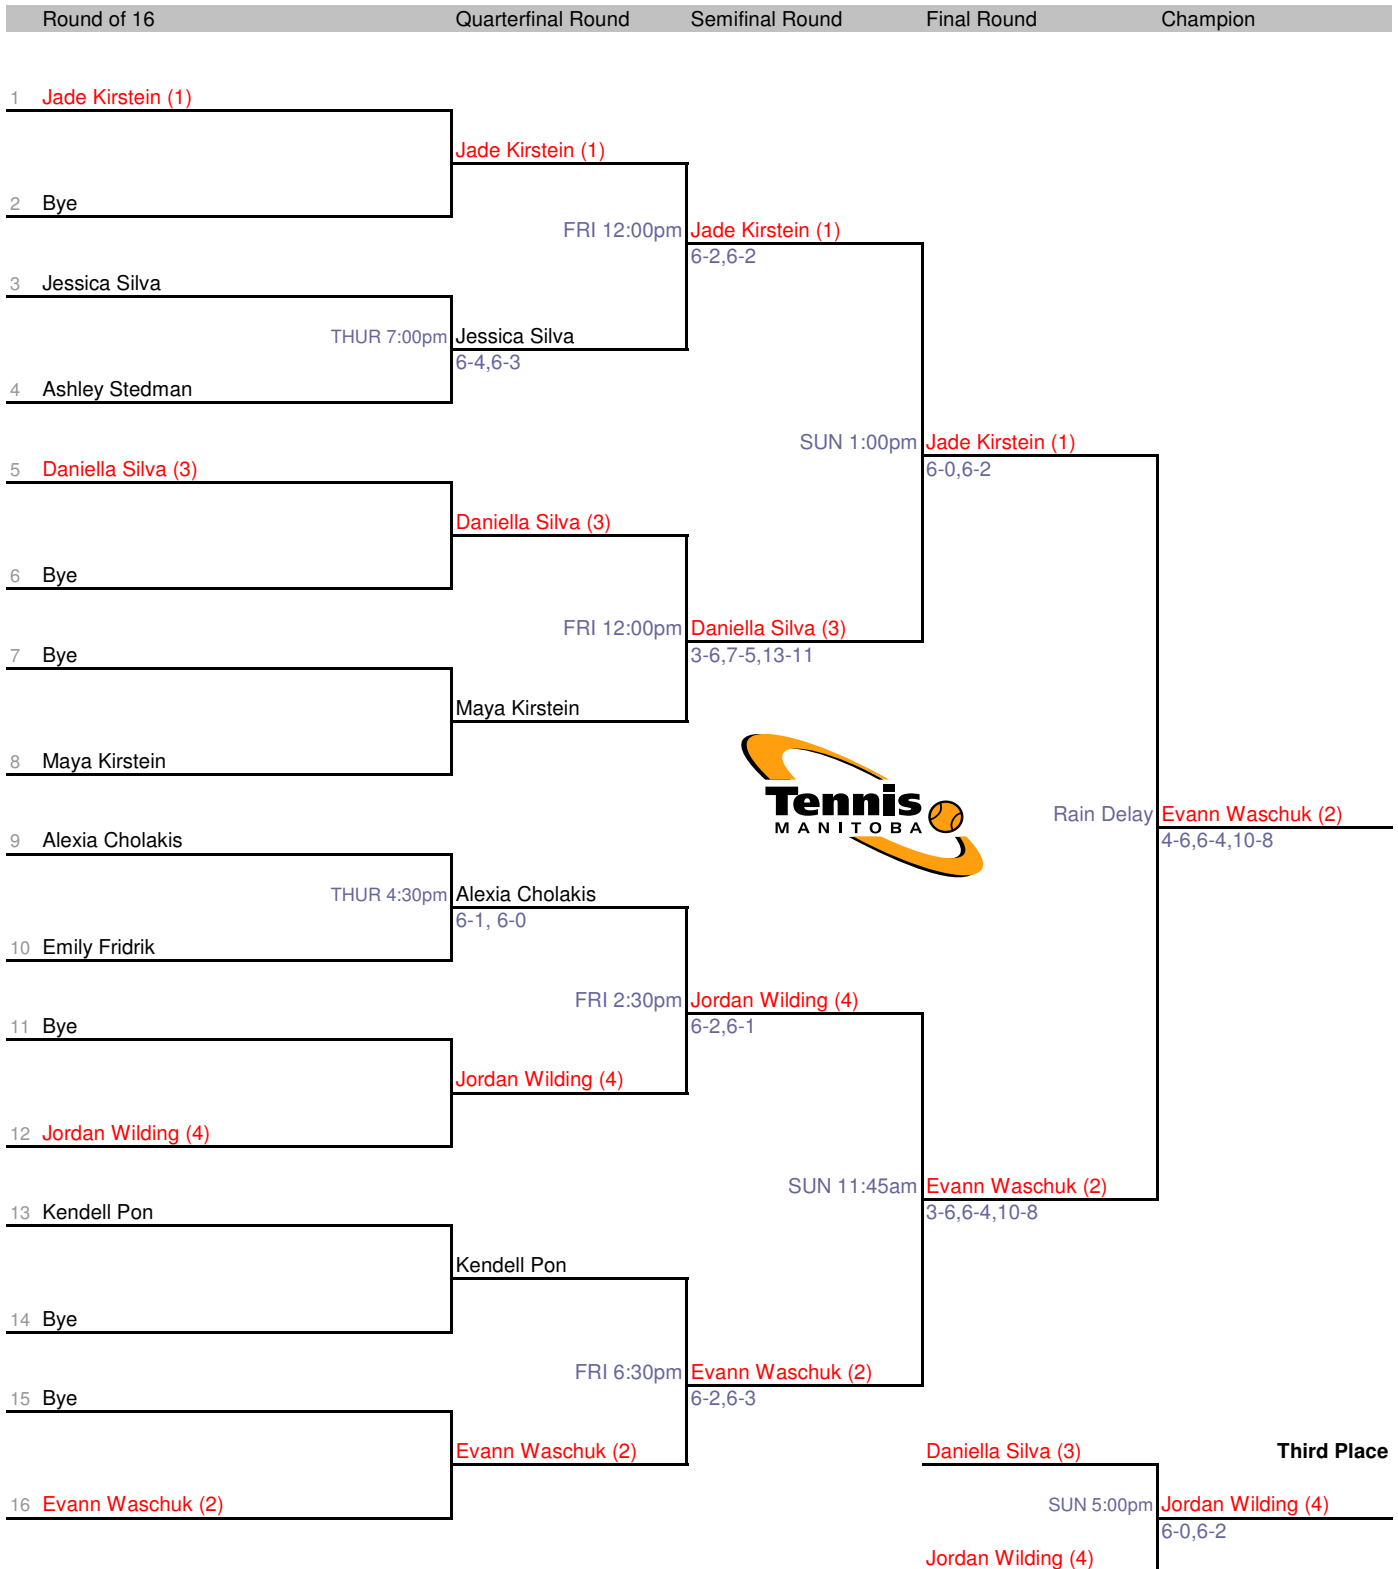 Round of 16 Quarterfinal Round Semifinal Round Final Round Champion
1 Jade Kirstein (1)
Jade Kirstein (1)
2 Bye
FRI 12:00pm Jade Kirstein (1)
6-2,6-2
3 Jessica Silva
THUR 7:00pm Jessica Silva
6-4,6-3
4 Ashley Stedman
SUN 1:00pm Jade Kirstein (1)
6-0,6-2
5 Daniella Silva (3)
Daniella Silva (3)
6 Bye
FRI 12:00pm Daniella Silva (3)
3-6,7-5,13-11
7 Bye
Maya Kirstein
8 Maya Kirstein
Tennis
MANITOBA
Rain Delay Evann Waschuk (2)
4-6,6-4,10-8
9 Alexia Cholakis
THUR 4:30pm Alexia Cholakis
6-1, 6-0
10 Emily Fridrik
FRI 2:30pm Jordan Wilding (4)
6-2,6-1
11 Bye
Jordan Wilding (4)
12 Jordan Wilding (4)
SUN 11:45am Evann Waschuk (2)
3-6,6-4,10-8
13 Kendell Pon
Kendell Pon
14 Bye
FRI 6:30pm Evann Waschuk (2)
6-2,6-3
15 Bye
Evann Waschuk (2)
Daniella Silva (3) Third Place
16 Evann Waschuk (2)
SUN 5:00pm Jordan Wilding (4)
6-0,6-2
Jordan Wilding (4)